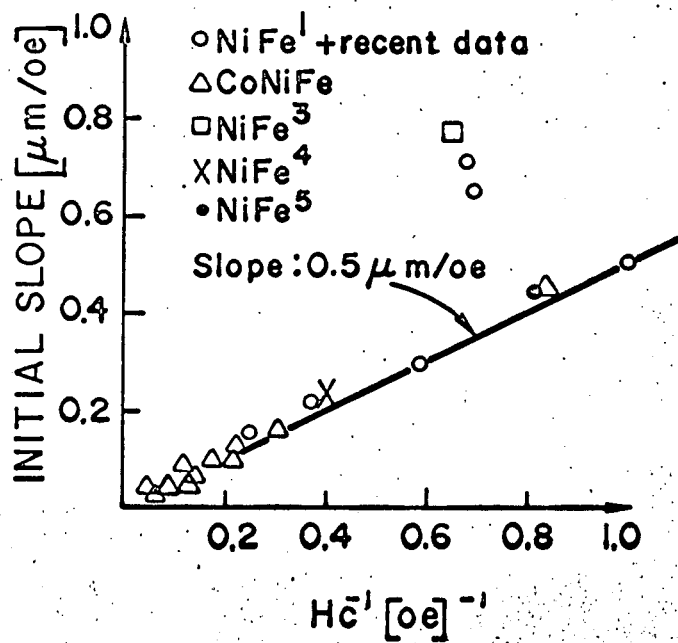 INITIAL SLOPE [μm/oe]
1.0
0.8
0.6
0.4
0.2
○ NiFe¹ + recent data
△ CoNiFe
□ NiFe³
X NiFe⁴
• NiFe⁵
Slope : 0.5 μm/oe
0.2 0.4 0.6 0.8 1.0
Hc⁻¹ [oe]⁻¹